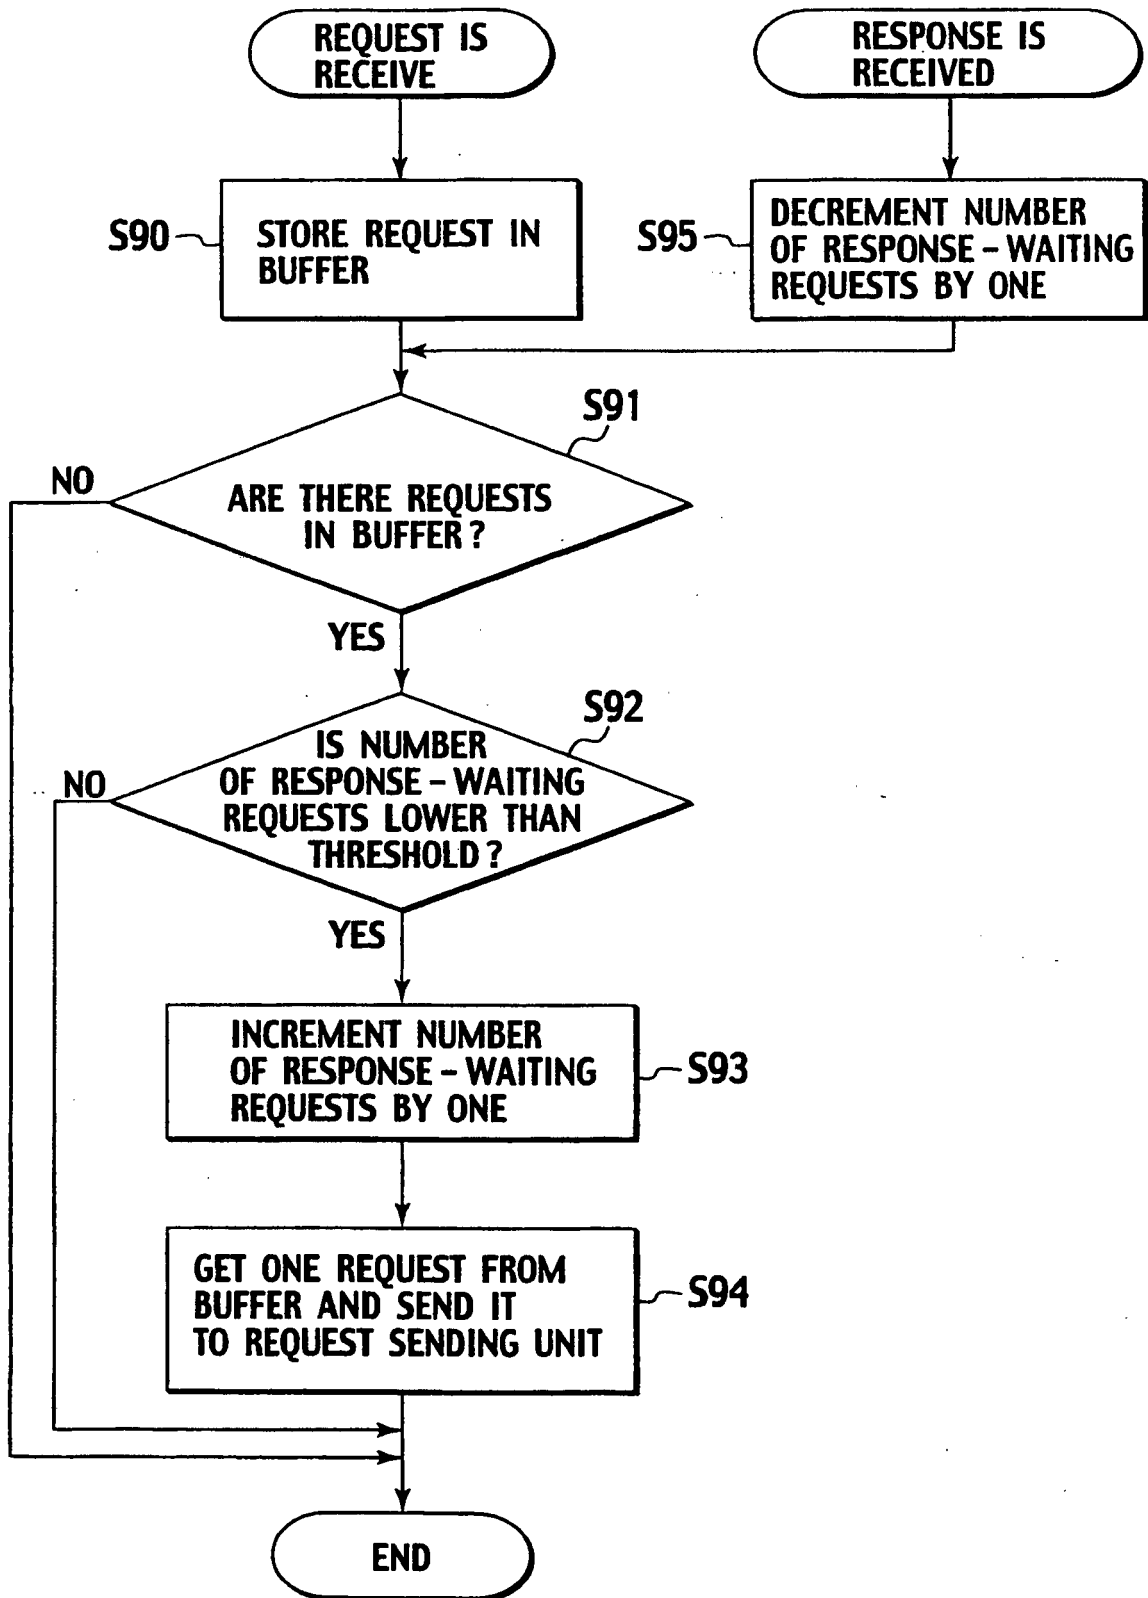 REQUEST IS
RECEIVE
RESPONSE IS
RECEIVED
S90
STORE REQUEST IN
BUFFER
S95
DECREMENT NUMBER
OF RESPONSE-WAITING
REQUESTS BY ONE
S91
NO
ARE THERE REQUESTS
IN BUFFER?
YES
S92
NO
IS NUMBER
OF RESPONSE-WAITING
REQUESTS LOWER THAN
THRESHOLD?
YES
INCREMENT NUMBER
OF RESPONSE-WAITING
REQUESTS BY ONE
S93
GET ONE REQUEST FROM
BUFFER AND SEND IT
TO REQUEST SENDING UNIT
S94
END